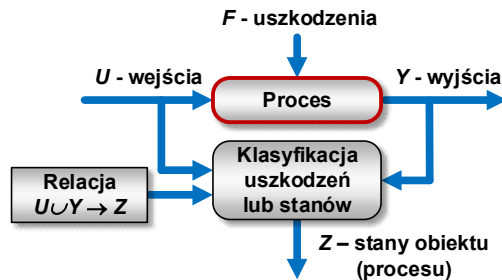 F - uszkodzenia
U - wejścia
Y - wyjścia
Proces
Klasyfikacja
uszkodzeń
lub stanów
Relacja
U∪Y → Z
Z – stany obiektu
(procesu)